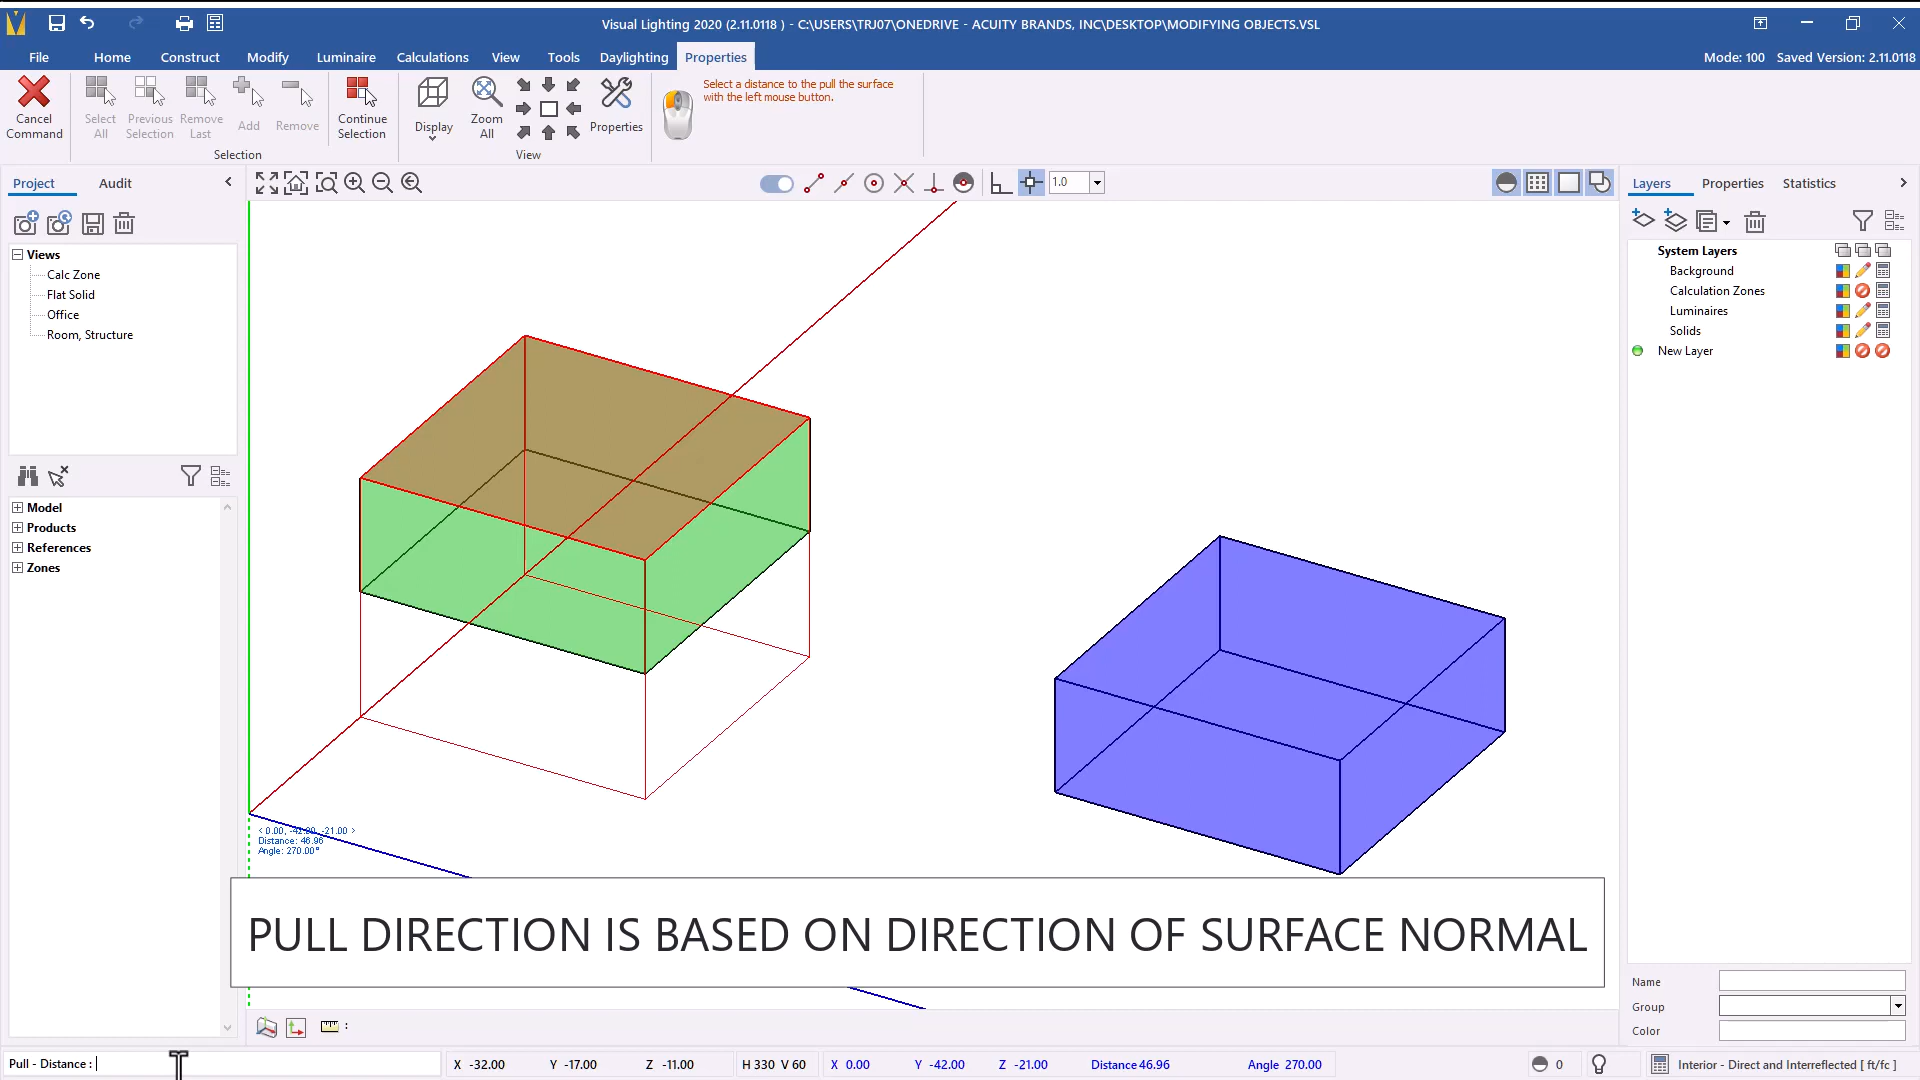 Visual Lighting 2020 (2.11.0118 ) - C:\USERS\TRJ07\ONEDRIVE - ACUITY BRANDS, INC\DESKTOP\MODIFYING OBJECTS.VSL
File Home Construct Modify Luminaire Calculations View Tools Daylighting Properties Mode: 100 Saved Version: 2.11.0118
Cancel Command
Select All
Previous Selection
Remove Last
Add
Remove
Continue Selection
Display
Zoom All
Properties
Select a distance to the pull the surface
with the left mouse button.
Selection View
Project Audit
1.0
Layers Properties Statistics
Views
Calc Zone
Flat Solid
Office
Room, Structure
System Layers
Background
Calculation Zones
Luminaires
Solids
New Layer
Model
Products
References
Zones
< 0.00, -42.00, -21.00 >
Distance: 46.96
Angle: 270.00°
PULL DIRECTION IS BASED ON DIRECTION OF SURFACE NORMAL
Name
Group
Color
:
Pull - Distance : X -32.00 Y -17.00 Z -11.00 H 330 V 60 X 0.00 Y -42.00 Z -21.00 Distance 46.96 Angle 270.00 0 Interior - Direct and Interreflected [ ft/fc ]